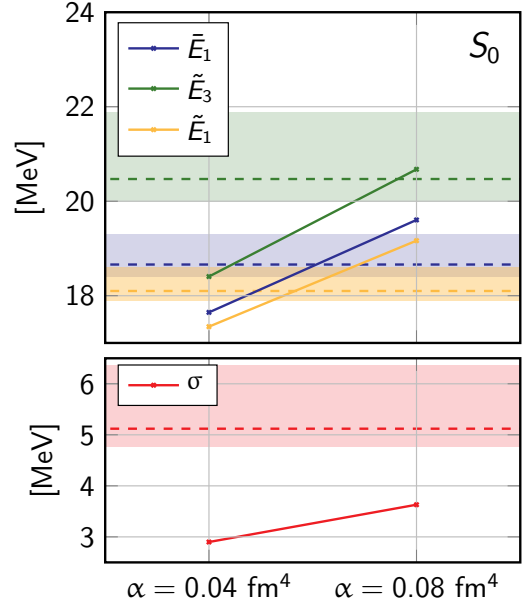 24
22
20
18
[MeV]
S₀
Ē₁
Ẽ₃
Ẽ₁
6
5
4
3
[MeV]
σ
α = 0.04 fm⁴
α = 0.08 fm⁴